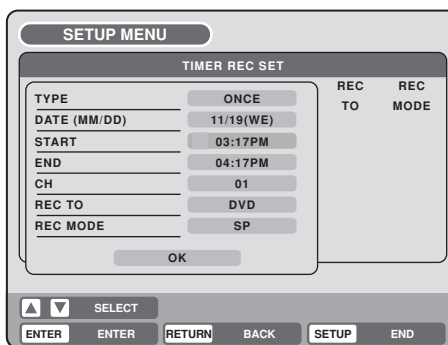 SETUP MENU
TIMER REC SET
REC TO
REC MODE
TYPE ONCE
DATE (MM/DD) 11/19(WE)
START 03:17PM
END 04:17PM
CH 01
REC TO DVD
REC MODE SP
OK
SELECT
ENTER ENTER RETURN BACK SETUP END